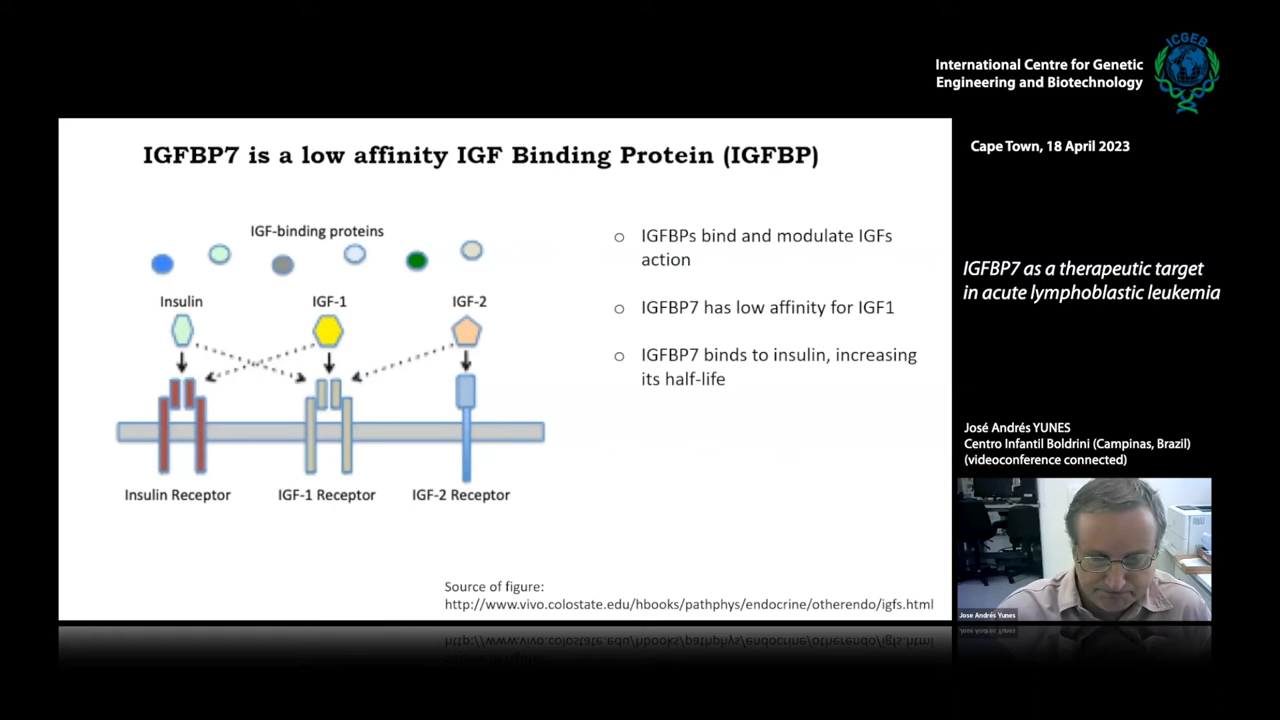 ICGEB
International Centre for Genetic
Engineering and Biotechnology
Cape Town, 18 April 2023
IGFBP7 is a low affinity IGF Binding Protein (IGFBP)
IGF-binding proteins
Insulin
IGF-1
IGF-2
Insulin Receptor
IGF-1 Receptor
IGF-2 Receptor
IGFBPs bind and modulate IGFs
action
IGFBP7 has low affinity for IGF1
IGFBP7 binds to insulin, increasing
its half-life
Source of figure:
http://www.vivo.colostate.edu/hbooks/pathphys/endocrine/otherendo/igfs.html
IGFBP7 as a therapeutic target
in acute lymphoblastic leukemia
José Andrés YUNES
Centro Infantil Boldrini (Campinas, Brazil)
(videoconference connected)
Jose Andrés Yunes